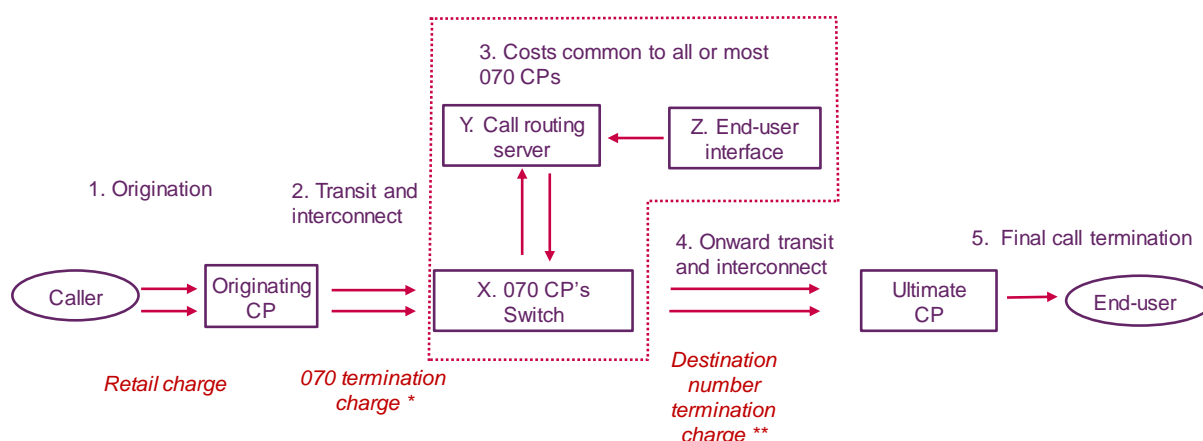 3. Costs common to all or most
070 CPs
Y. Call routing
server
Z. End-user
interface
1. Origination
2. Transit and
interconnect
4. Onward transit
and interconnect
5. Final call termination
Caller
Originating
CP
X. 070 CP's
Switch
Ultimate
CP
End-user
Retail charge
070 termination
charge *
Destination
number
termination
charge **